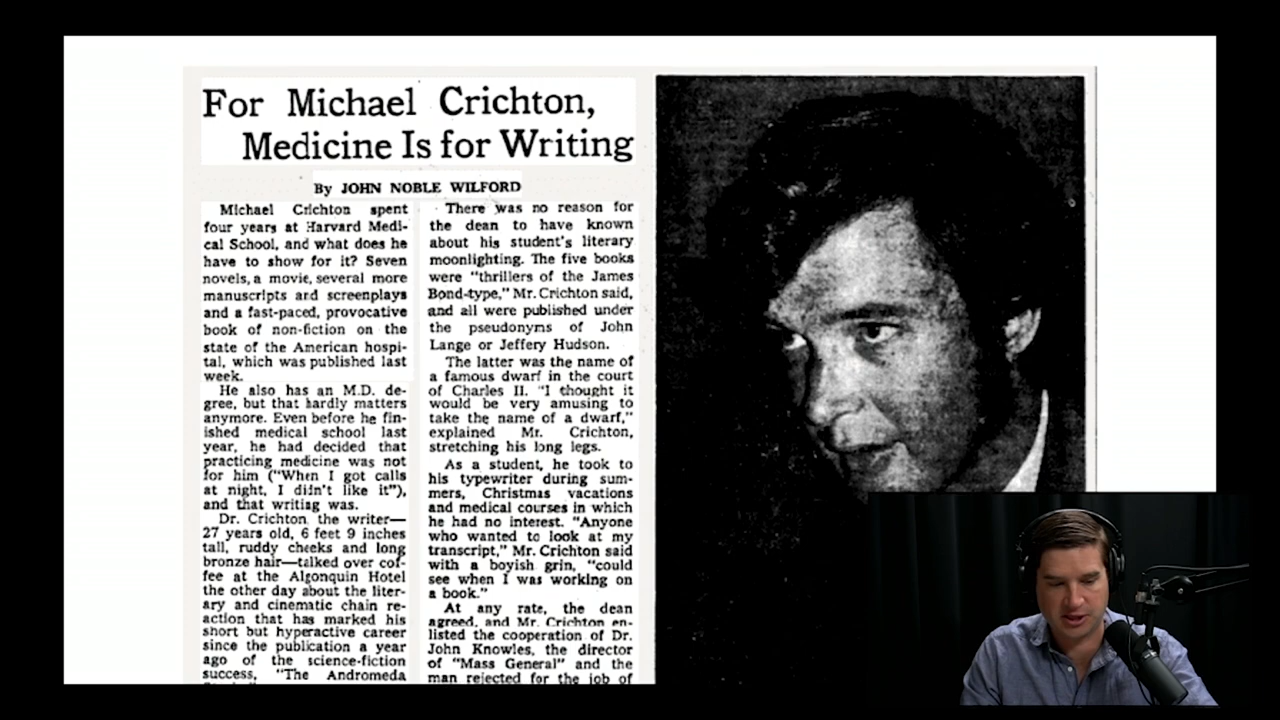 For Michael Crichton,
Medicine Is for Writing
By JOHN NOBLE WILFORD
Michael Crichton spent
four years at Harvard Medi-
cal School, and what does he
have to show for it? Seven
novels, a movie, several more
manuscripts and screenplays
and a fast-paced, provocative
book of non-fiction on the
state of the American hospi-
tal, which was published last
week.
He also has an M.D. de-
gree, but that hardly matters
anymore. Even before he fin-
ished medical school last
year, he had decided that
practicing medicine was not
for him ("When I got calls
at night, I didn't like it"),
and that writing was.
Dr. Crichton the writer—
27 years old, 6 feet 9 inches
tall, ruddy cheeks and long
bronze hair—talked over cof-
fee at the Algonquin Hotel
the other day about the liter-
ary and cinematic chain re-
action that has marked his
short but hyperactive career
since the publication a year
ago of the science-fiction
success, "The Andromeda
There was no reason for
the dean to have known
about his student's literary
moonlighting. The five books
were "thrillers of the James
Bond-type," Mr. Crichton said,
and all were published under
the pseudonyms of John
Lange or Jeffery Hudson.
The latter was the name of
a famous dwarf in the court
of Charles II. "I thought it
would be very amusing to
take the name of a dwarf,"
explained Mr. Crichton,
stretching his long legs.
As a student, he took to
his typewriter during sum-
mers, Christmas vacations
and medical courses in which
he had no interest. "Anyone
who wanted to look at my
transcript," Mr. Crichton said
with a boyish grin, "could
see when I was working on
a book."
At any rate, the dean
agreed, and Mr. Crichton en-
listed the cooperation of Dr.
John Knowles, the director
of "Mass General" and the
man rejected for the job of